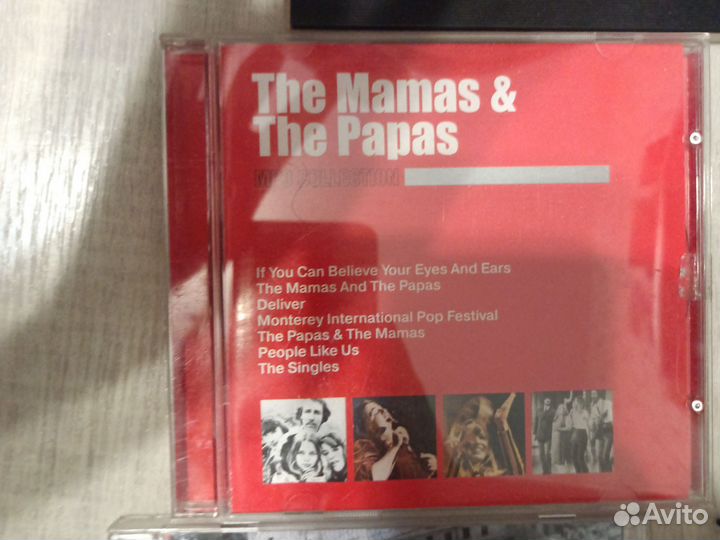 The Mamas &
The Papas
MP3 COLLECTION
If You Can Believe Your Eyes And Ears
The Mamas And The Papas
Deliver
Monterey International Pop Festival
The Papas & The Mamas
People Like Us
The Singles
Avito